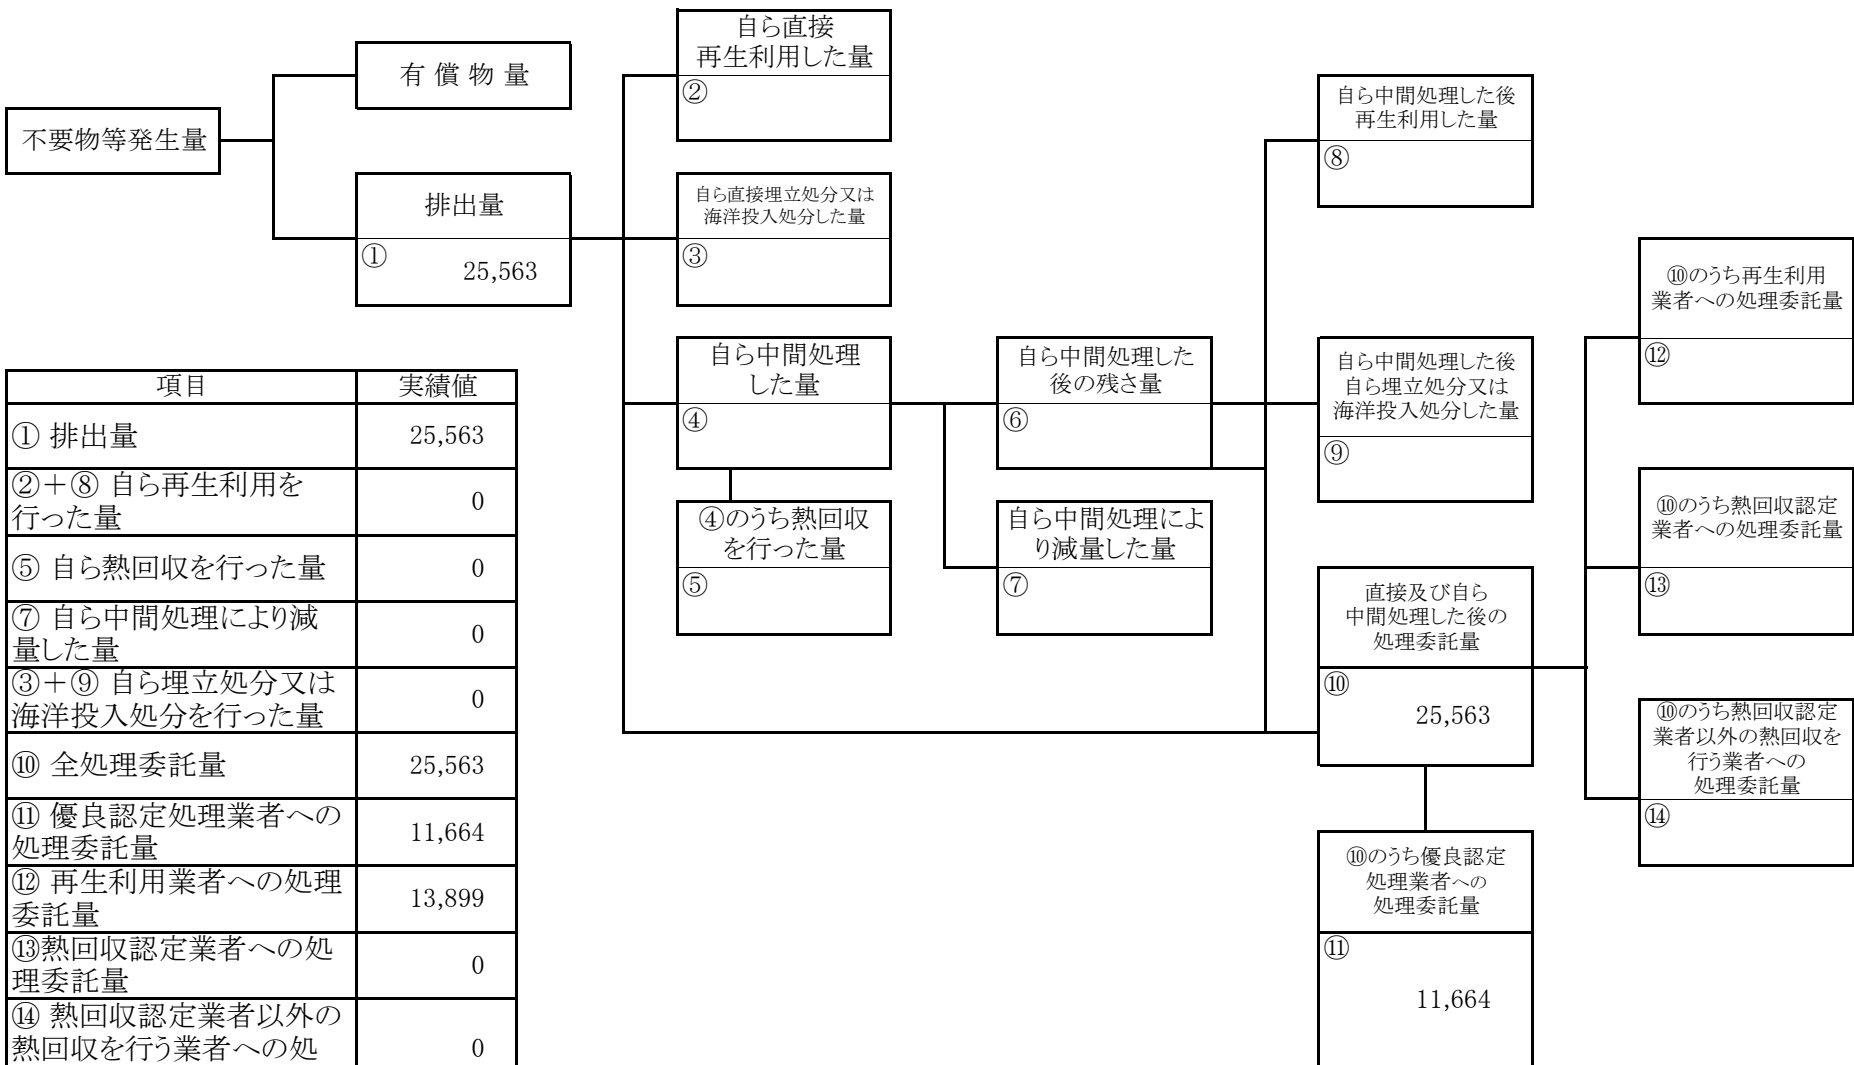 不要物等発生量
有 償 物 量
排出量
①
25,563
自ら直接
再生利用した量
②
自ら直接埋立処分又は
海洋投入処分した量
③
自ら中間処理
した量
④
④のうち熱回収
を行った量
⑤
自ら中間処理した
後の残さ量
⑥
自ら中間処理によ
り減量した量
⑦
自ら中間処理した後
再生利用した量
⑧
自ら中間処理した後
自ら埋立処分又は
海洋投入処分した量
⑨
直接及び自ら
中間処理した後の
処理委託量
⑩
25,563
⑩のうち優良認定
処理業者への
処理委託量
⑪
11,664
⑩のうち再生利用
業者への処理委託量
⑫
⑩のうち熱回収認定
業者への処理委託量
⑬
⑩のうち熱回収認定
業者以外の熱回収を
行う業者への
処理委託量
⑭
項目 実績値
① 排出量 25,563
②＋⑧ 自ら再生利用を
行った量 0
⑤ 自ら熱回収を行った量 0
⑦ 自ら中間処理により減
量した量 0
③＋⑨ 自ら埋立処分又は
海洋投入処分を行った量 0
⑩ 全処理委託量 25,563
⑪ 優良認定処理業者への
処理委託量 11,664
⑫ 再生利用業者への処理
委託量 13,899
⑬熱回収認定業者への処
理委託量 0
⑭ 熱回収認定業者以外の
熱回収を行う業者への処 0